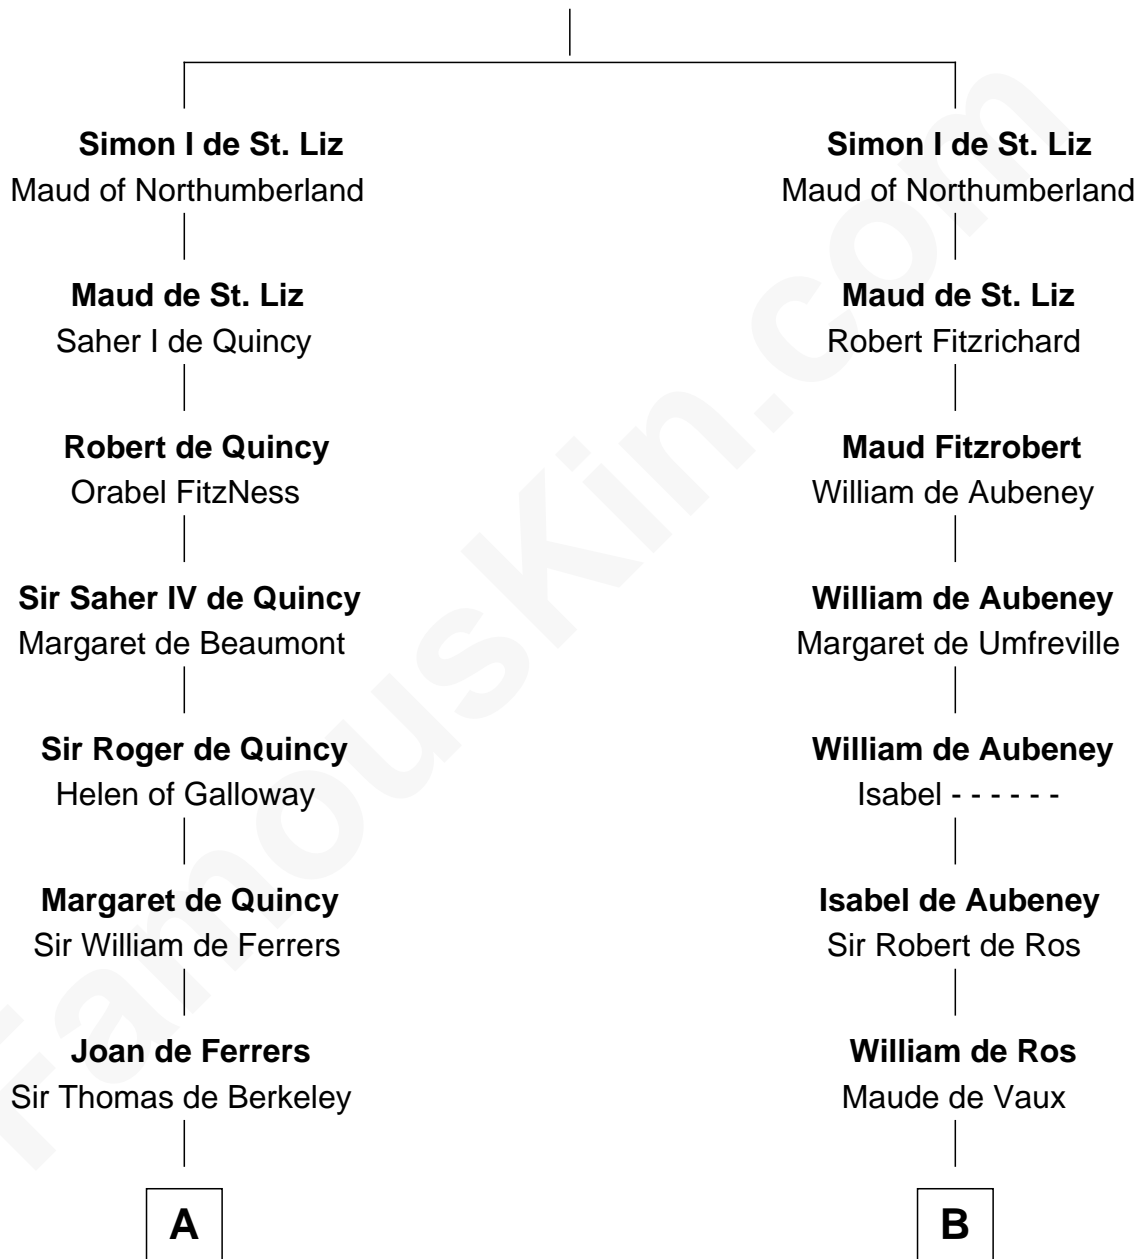 Simon I de St. Liz
Maud of Northumberland
Maud de St. Liz
Saher I de Quincy
Robert de Quincy
Orabel FitzNess
Sir Saher IV de Quincy
Margaret de Beaumont
Sir Roger de Quincy
Helen of Galloway
Margaret de Quincy
Sir William de Ferrers
Joan de Ferrers
Sir Thomas de Berkeley
A
Simon I de St. Liz
Maud of Northumberland
Maud de St. Liz
Robert Fitzrichard
Maud Fitzrobert
William de Aubeney
William de Aubeney
Margaret de Umfreville
William de Aubeney
Isabel - - - - - -
Isabel de Aubeney
Sir Robert de Ros
William de Ros
Maude de Vaux
B
FamousKin.com